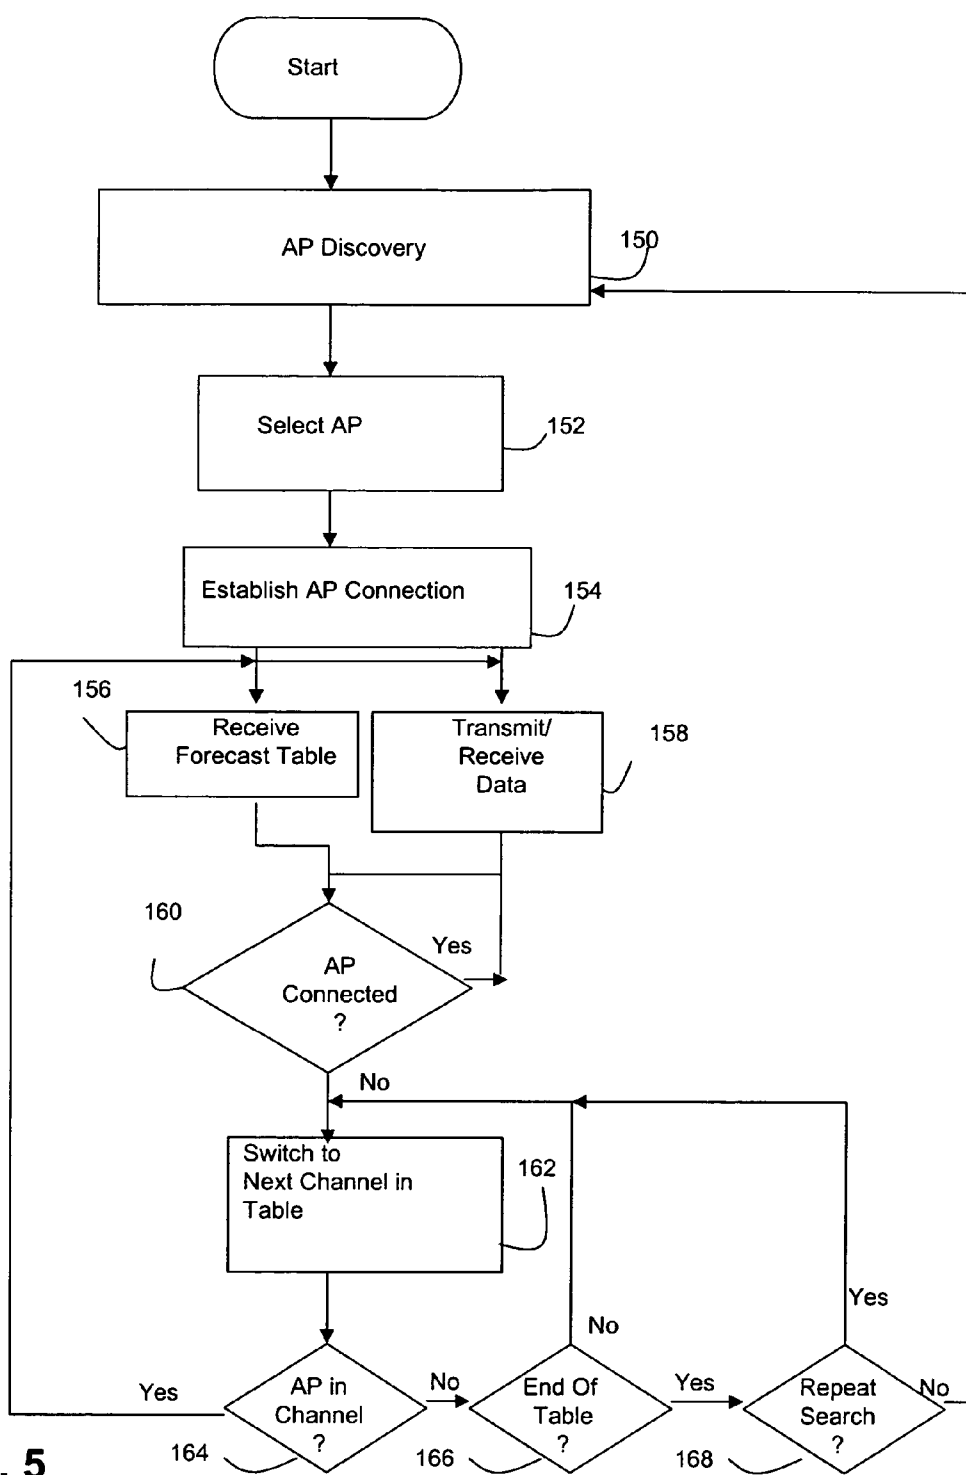 Start
AP Discovery
150
Select AP
152
Establish AP Connection
154
156
Receive
Forecast Table
Transmit/
Receive
Data
158
160
Yes
AP
Connected
?
No
Switch to
Next Channel in
Table
162
Yes
No
Yes
AP in
Channel
?
No
End Of
Table
?
Yes
Repeat
Search
?
No
164
166
168
. 5